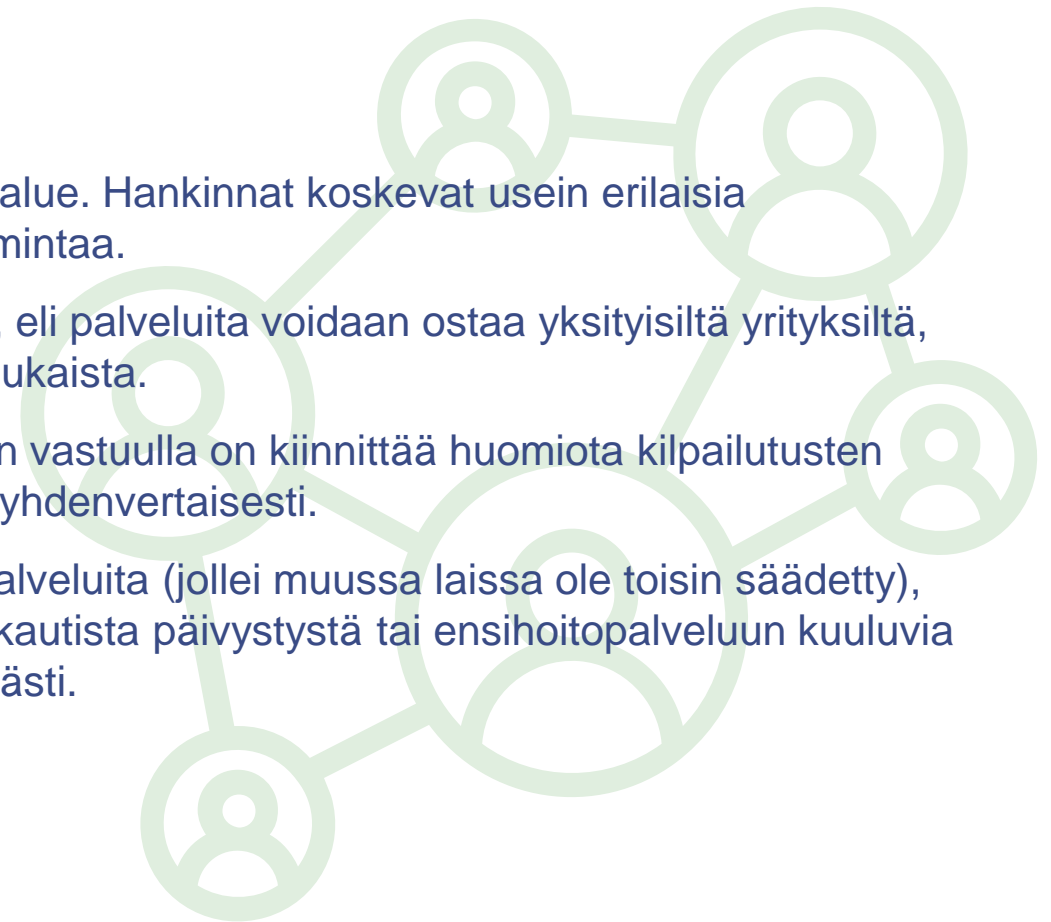 alue. Hankinnat koskevat usein erilaisia
mintaa.
eli palveluita voidaan ostaa yksityisiltä yrityksiltä,
ukaista.
n vastuulla on kiinnittää huomiota kilpailutusten
yhdenvertaisesti.
alveluita (jollei muussa laissa ole toisin säädetty),
kautista päivystystä tai ensihoitopalveluun kuuluvia
ästi.